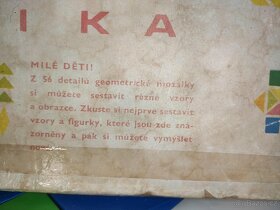 I K A
MILÉ DĚTI!
Z 56 detailů geometrické mozaiky
si můžete sestavit různé vzory
a obrazce. Zkuste si nejprve sestavit
vzory a figurky, které jsou zde zná-
zorněny a pak si můžete vymýšlet